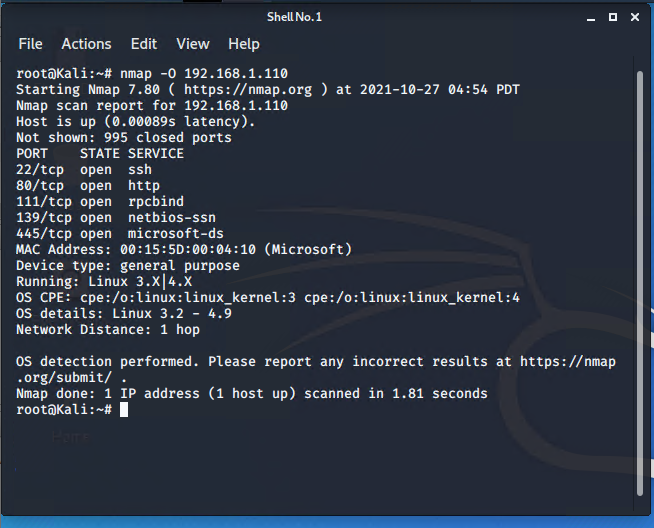 Shell No.1
File Actions Edit View Help
root@Kali:~# nmap -O 192.168.1.110
Starting Nmap 7.80 ( https://nmap.org ) at 2021-10-27 04:54 PDT
Nmap scan report for 192.168.1.110
Host is up (0.00089s latency).
Not shown: 995 closed ports
PORT    STATE SERVICE
22/tcp  open  ssh
80/tcp  open  http
111/tcp open  rpcbind
139/tcp open  netbios-ssn
445/tcp open  microsoft-ds
MAC Address: 00:15:5D:00:04:10 (Microsoft)
Device type: general purpose
Running: Linux 3.X|4.X
OS CPE: cpe:/o:linux:linux_kernel:3 cpe:/o:linux:linux_kernel:4
OS details: Linux 3.2 - 4.9
Network Distance: 1 hop
OS detection performed. Please report any incorrect results at https://nmap
.org/submit/ .
Nmap done: 1 IP address (1 host up) scanned in 1.81 seconds
root@Kali:~#
Home